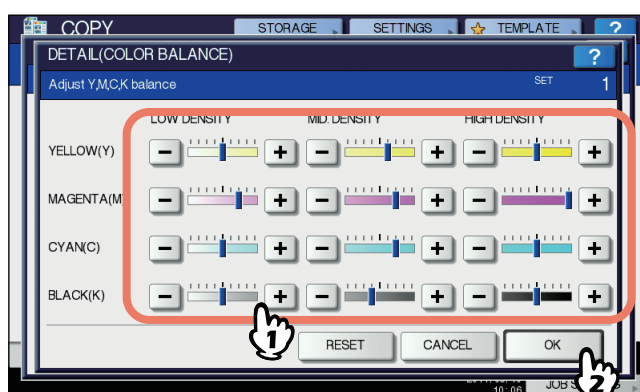 COPY STORAGE SETTINGS TEMPLATE ?
DETAIL(COLOR BALANCE) ?
Adjust Y,M,C,K balance SET 1
LOW DENSITY MID. DENSITY HIGH DENSITY
YELLOW(Y) − + − + − +
MAGENTA(M) − + − + − +
CYAN(C) − + − + − +
BLACK(K) − + − + − +
1
RESET CANCEL OK
2
10:06 JOB